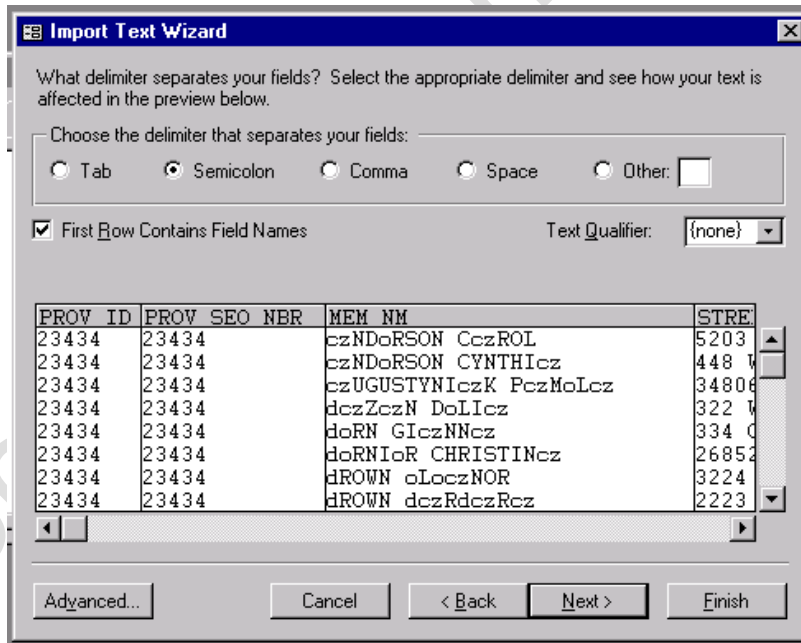 Import Text Wizard
What delimiter separates your fields? Select the appropriate delimiter and see how your text is
affected in the preview below.
Choose the delimiter that separates your fields:
Tab Semicolon Comma Space Other:
First Row Contains Field Names Text Qualifier: {none}
PROV ID PROV SEO NBR MEM NM STRE
23434 23434 czNDoRSON CczROL 5203
23434 23434 czNDoRSON CYNTHIcz 448
23434 23434 czUGUSTYNIczK PczMoLcz 34806
23434 23434 dczZczN DoLIcz 322
23434 23434 doRN GIczNNcz 334
23434 23434 doRNIoR CHRISTINcz 26852
23434 23434 dROWN oLoczNOR 3224
23434 23434 dROWN dczRdczRcz 2223
Advanced... Cancel < Back Next > Finish